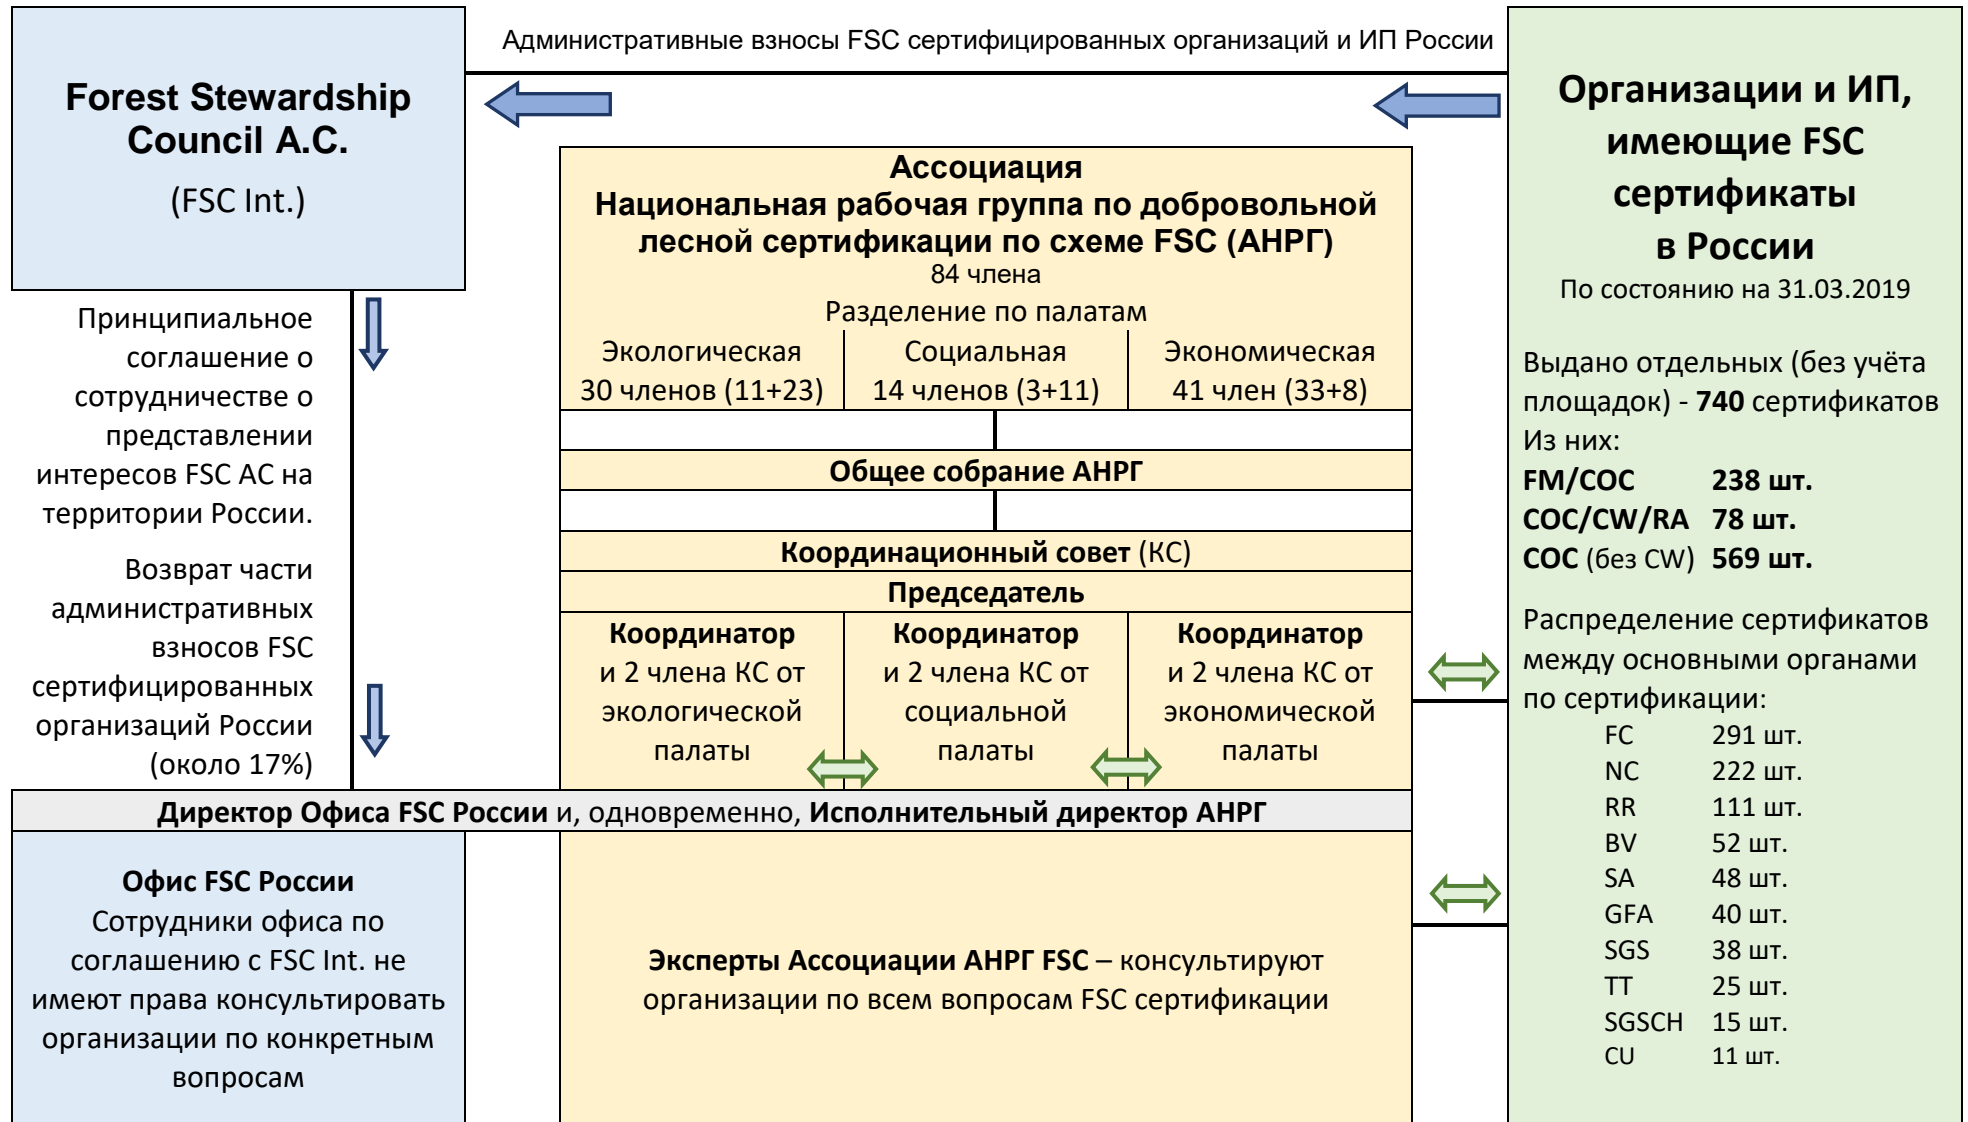 Административные взносы FSC сертифицированных организаций и ИП России
Forest Stewardship
Council A.C.
(FSC Int.)
Принципиальное
соглашение о
сотрудничестве о
представлении
интересов FSC АС на
территории России.
Возврат части
административных
взносов FSC
сертифицированных
организаций России
(около 17%)
Ассоциация
Национальная рабочая группа по добровольной
лесной сертификации по схеме FSC (АНРГ)
84 члена
Разделение по палатам
Экологическая
30 членов (11+23)
Социальная
14 членов (3+11)
Экономическая
41 член (33+8)
Общее собрание АНРГ
Координационный совет (КС)
Председатель
Координатор
и 2 члена КС от
экологической
палаты
Координатор
и 2 члена КС от
социальной
палаты
Координатор
и 2 члена КС от
экономической
палаты
Директор Офиса FSC России и, одновременно, Исполнительный директор АНРГ
Офис FSC России
Сотрудники офиса по
соглашению с FSC Int. не
имеют права консультировать
организации по конкретным
вопросам
Эксперты Ассоциации АНРГ FSC – консультируют
организации по всем вопросам FSC сертификации
Организации и ИП,
имеющие FSC
сертификаты
в России
По состоянию на 31.03.2019
Выдано отдельных (без учёта
площадок) - 740 сертификатов
Из них:
FM/COC 238 шт.
COC/CW/RA 78 шт.
COC (без CW) 569 шт.
Распределение сертификатов
между основными органами
по сертификации:
FC 291 шт.
NC 222 шт.
RR 111 шт.
BV 52 шт.
SA 48 шт.
GFA 40 шт.
SGS 38 шт.
TT 25 шт.
SGSCH 15 шт.
CU 11 шт.